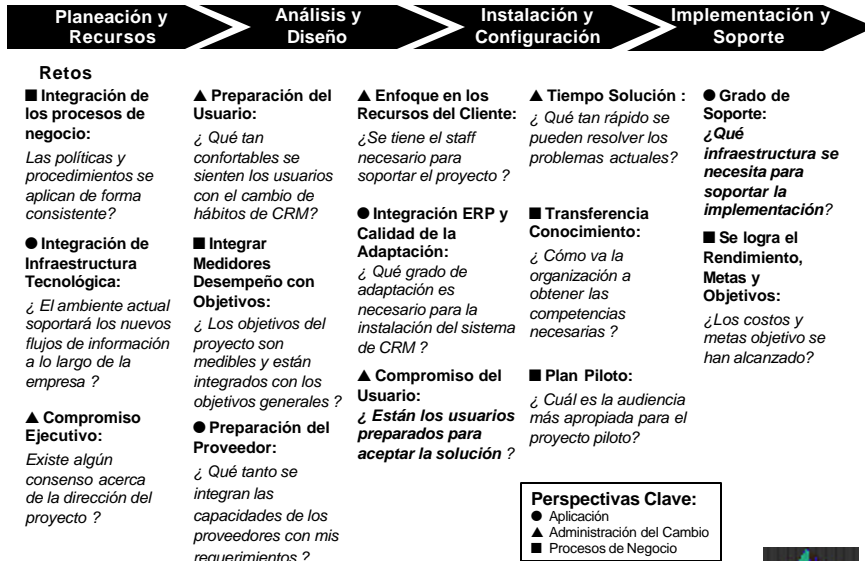 Planeación y
Recursos
Análisis y
Diseño
Instalación y
Configuración
Implementación y
Soporte
Retos
■ Integración de
los procesos de
negocio:
Las políticas y
procedimientos se
aplican de forma
consistente?
● Integración de
Infraestructura
Tecnológica:
¿ El ambiente actual
soportará los nuevos
flujos de información
a lo largo de la
empresa ?
▲ Compromiso
Ejecutivo:
Existe algún
consenso acerca
de la dirección del
proyecto ?
▲ Preparación del
Usuario:
¿ Qué tan
confortables se
sienten los usuarios
con el cambio de
hábitos de CRM?
■ Integrar
Medidores
Desempeño con
Objetivos:
¿ Los objetivos del
proyecto son
medibles y están
integrados con los
objetivos generales ?
● Preparación del
Proveedor:
¿ Qué tanto se
integran las
capacidades de los
proveedores con mis
requerimientos ?
▲ Enfoque en los
Recursos del Cliente:
¿Se tiene el staff
necesario para
soportar el proyecto ?
● Integración ERP y
Calidad de la
Adaptación:
¿ Qué grado de
adaptación es
necesario para la
instalación del sistema
de CRM ?
▲ Compromiso del
Usuario:
¿ Están los usuarios
preparados para
aceptar la solución ?
▲ Tiempo Solución :
¿ Qué tan rápido se
pueden resolver los
problemas actuales?
■ Transferencia
Conocimiento:
¿ Cómo va la
organización a
obtener las
competencias
necesarias ?
■ Plan Piloto:
¿ Cuál es la audiencia
más apropiada para el
proyecto piloto?
● Grado de
Soporte:
¿Qué
infraestructura se
necesita para
soportar la
implementación?
■ Se logra el
Rendimiento,
Metas y
Objetivos:
¿Los costos y
metas objetivo se
han alcanzado?
Perspectivas Clave:
● Aplicación
▲ Administración del Cambio
■ Procesos de Negocio